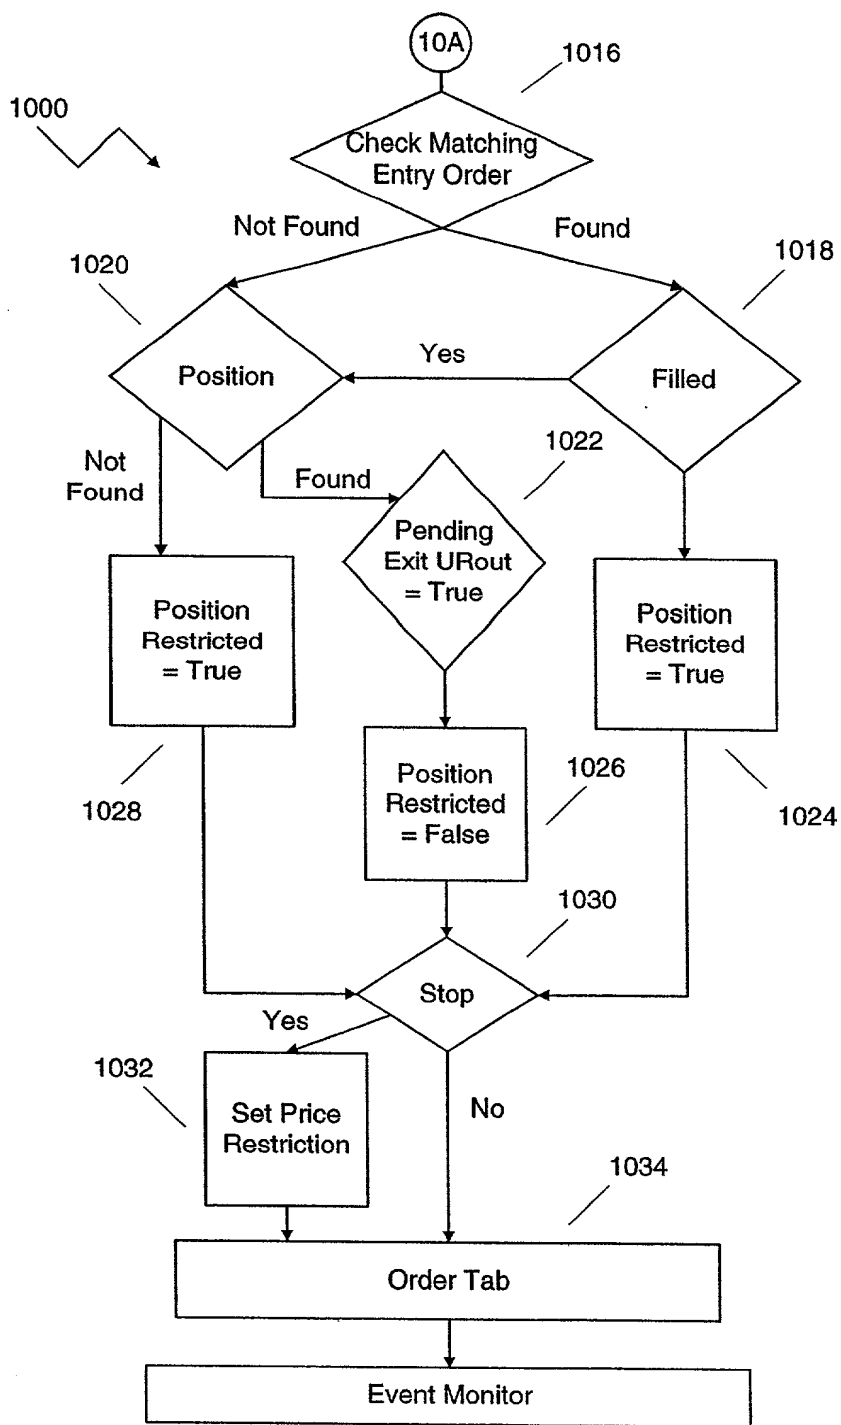 10A
1016
1000
Check Matching
Entry Order
Not Found
Found
1020
1018
Position
Yes
Filled
Not
Found
Found
1022
Pending
Exit URout
= True
Position
Restricted
= True
Position
Restricted
= True
1028
Position
Restricted
= False
1026
1024
1030
Stop
Yes
1032
Set Price
Restriction
No
1034
Order Tab
Event Monitor